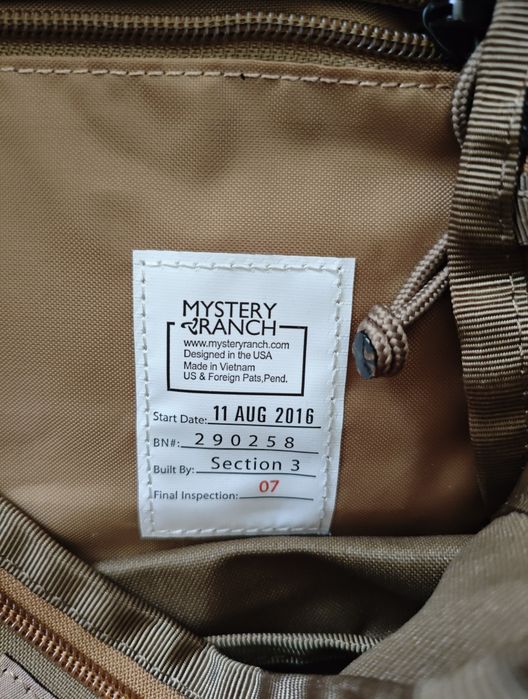 MYSTERY
RANCH
www.mysteryranch.com
Designed in the USA
Made in Vietnam
US & Foreign Pats,Pend.
Start Date: 11 AUG 2016
BN#: 290258
Built By: Section 3
Final Inspection: 07